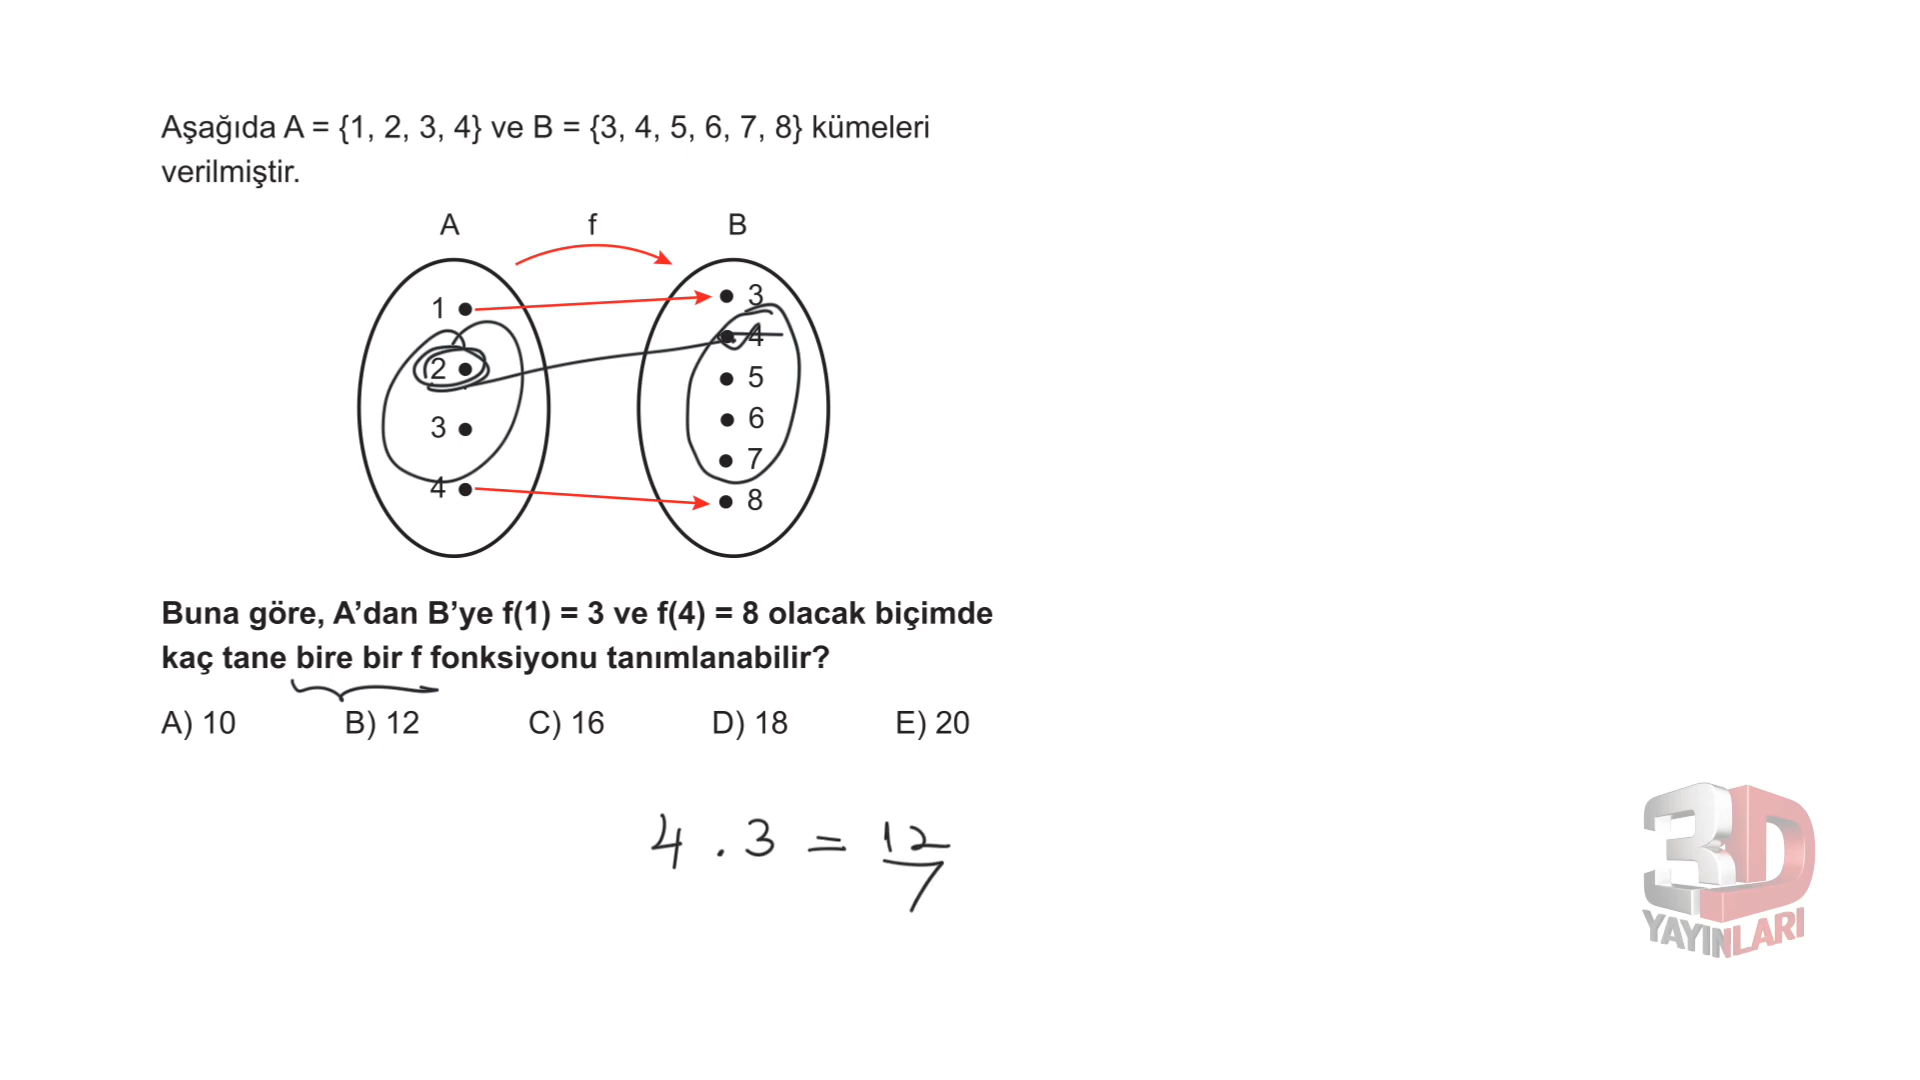 Aşağıda A = {1, 2, 3, 4} ve B = {3, 4, 5, 6, 7, 8} kümeleri
verilmiştir.
A f B
1 3
2 4
3 5
4 6
7
8
Buna göre, A’dan B’ye f(1) = 3 ve f(4) = 8 olacak biçimde
kaç tane bire bir f fonksiyonu tanımlanabilir?
A) 10 B) 12 C) 16 D) 18 E) 20
4 . 3 = 12
3D
YAYINLARI